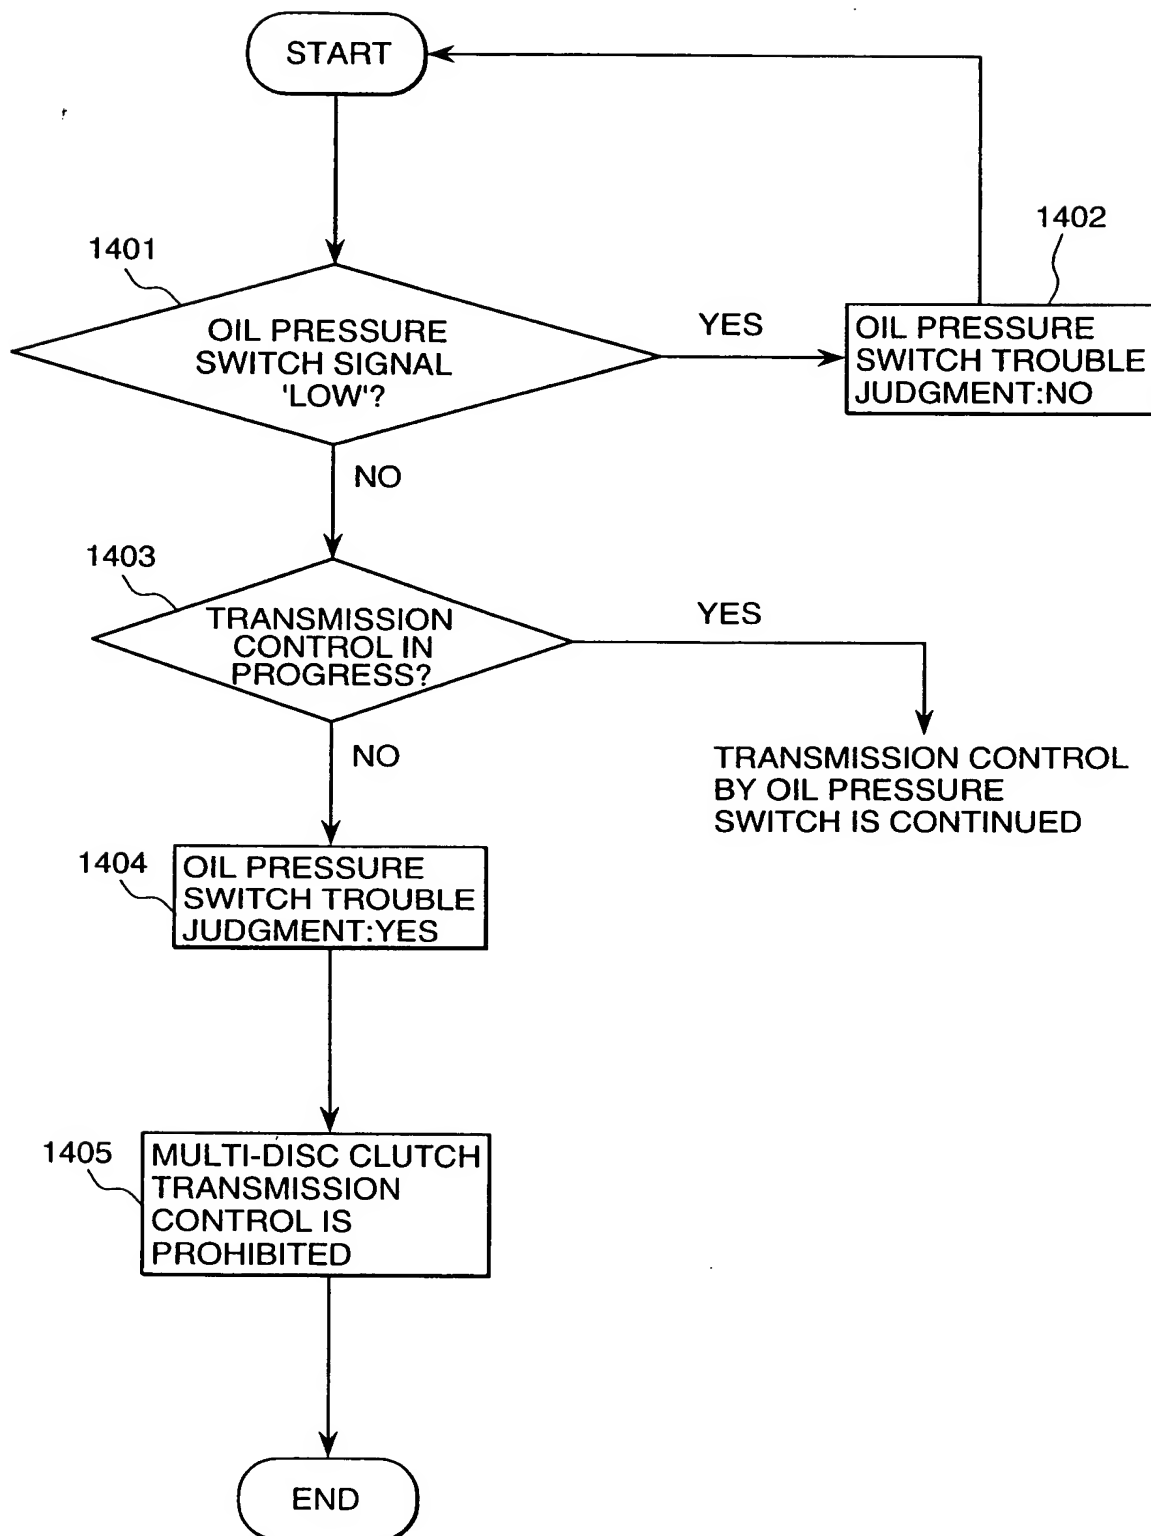 START
1402
1401
OIL PRESSURE
SWITCH SIGNAL
'LOW'?
YES
OIL PRESSURE
SWITCH TROUBLE
JUDGMENT:NO
NO
1403
TRANSMISSION
CONTROL IN
PROGRESS?
YES
NO
TRANSMISSION CONTROL
BY OIL PRESSURE
SWITCH IS CONTINUED
1404
OIL PRESSURE
SWITCH TROUBLE
JUDGMENT:YES
1405
MULTI-DISC CLUTCH
TRANSMISSION
CONTROL IS
PROHIBITED
END